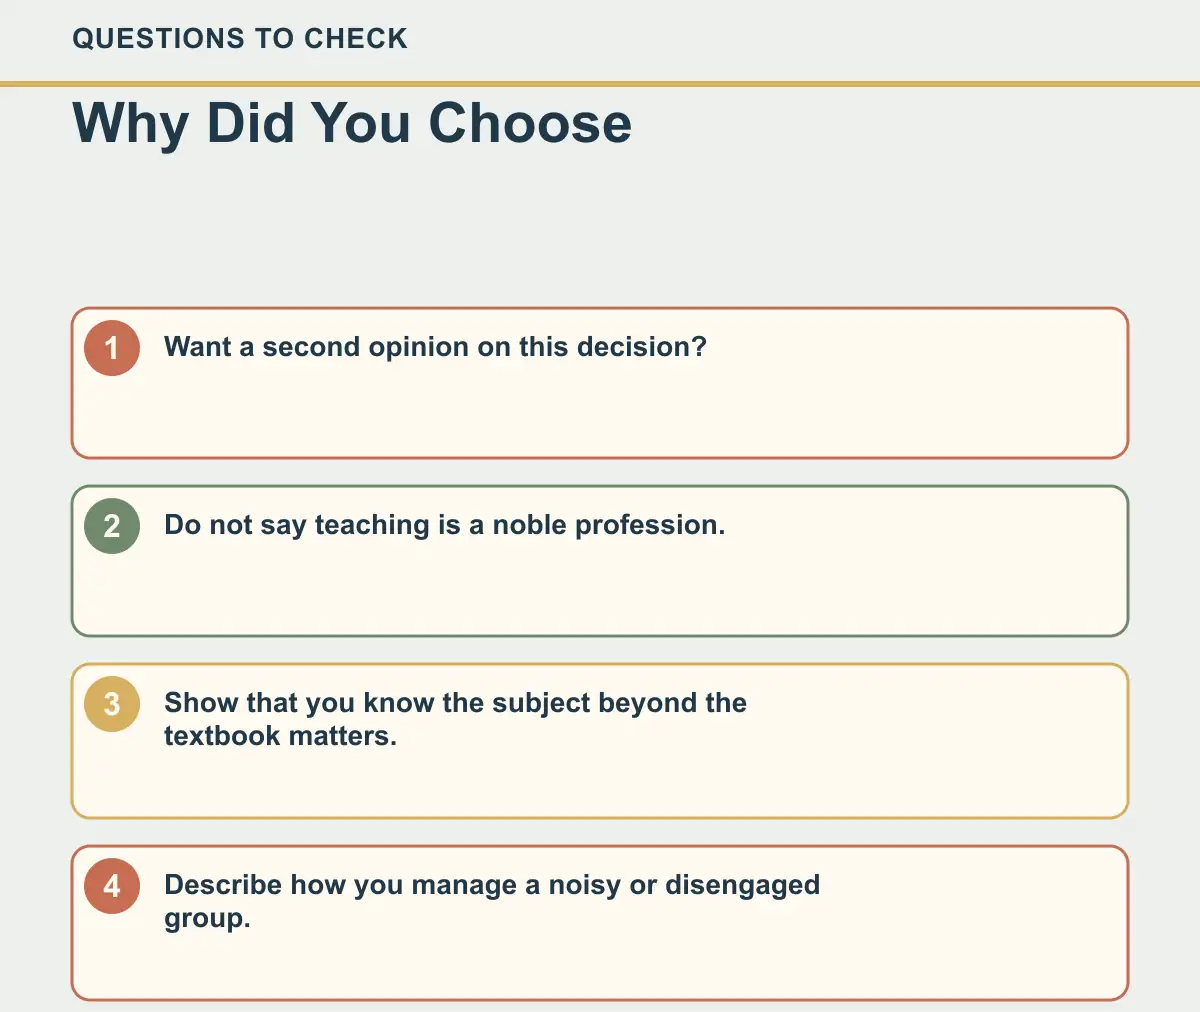 QUESTIONS TO CHECK
Why Did You Choose
1
Want a second opinion on this decision?
2
Do not say teaching is a noble profession.
3
Show that you know the subject beyond the
textbook matters.
4
Describe how you manage a noisy or disengaged
group.